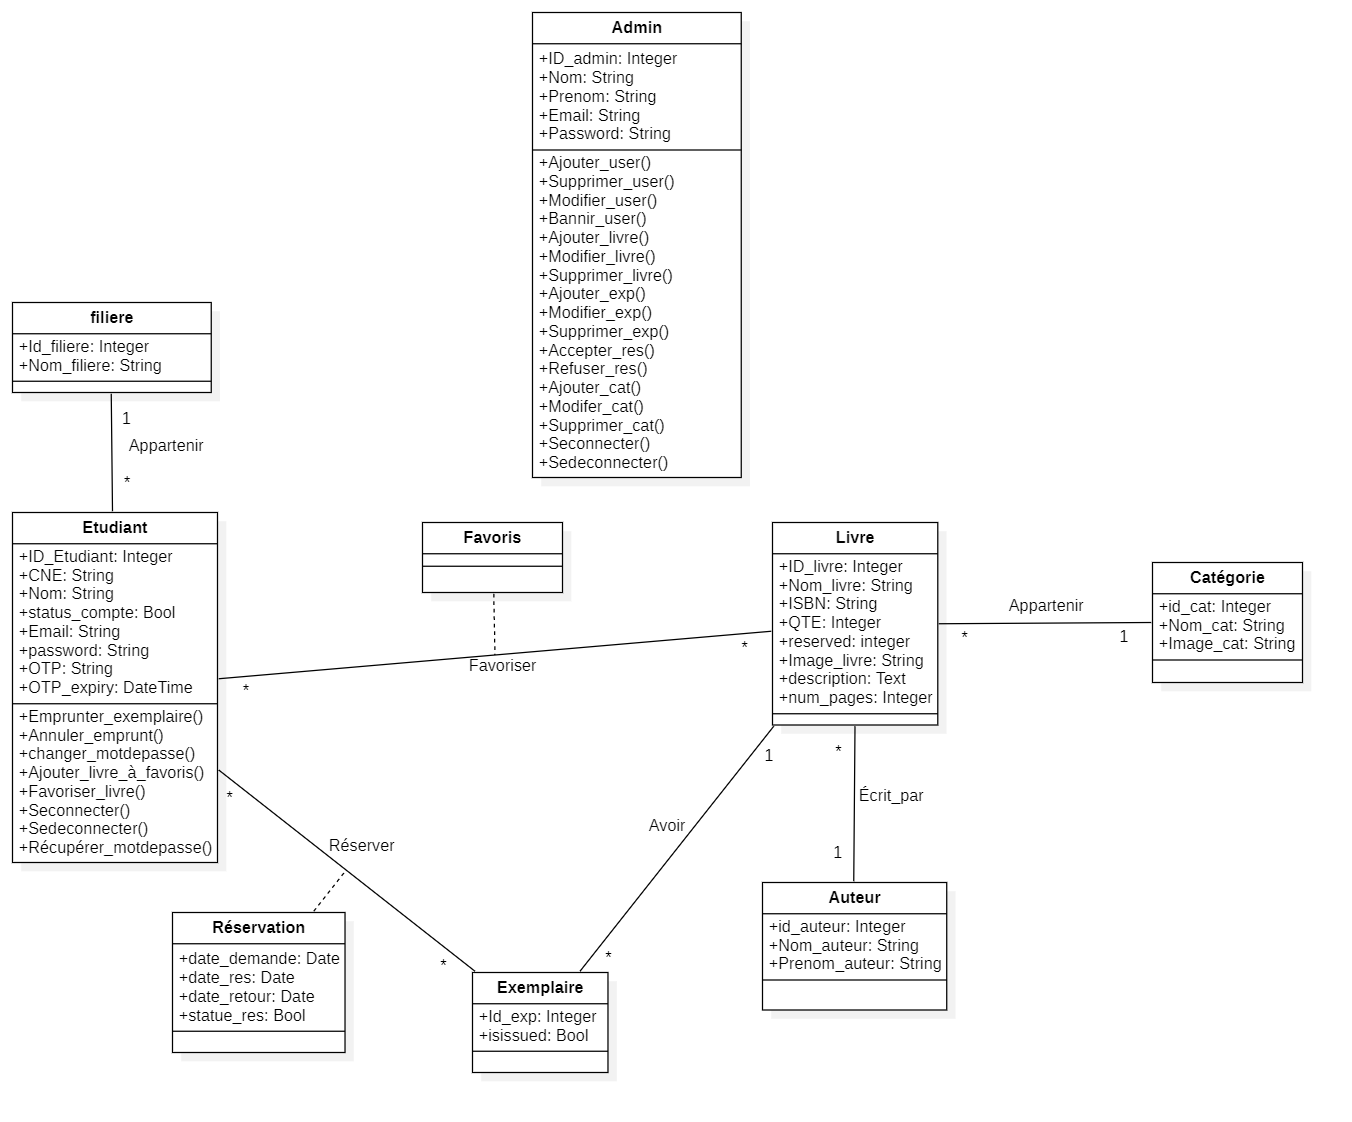 Admin
+ID_admin: Integer
+Nom: String
+Prenom: String
+Email: String
+Password: String
+Ajouter_user()
+Supprimer_user()
+Modifier_user()
+Bannir_user()
+Ajouter_livre()
+Modifier_livre()
+Supprimer_livre()
+Ajouter_exp()
+Modifier_exp()
+Supprimer_exp()
+Accepter_res()
+Refuser_res()
+Ajouter_cat()
+Modifer_cat()
+Supprimer_cat()
+Seconnecter()
+Sedeconnecter()
filiere
+Id_filiere: Integer
+Nom_filiere: String
1
Appartenir
*
Etudiant
+ID_Etudiant: Integer
+CNE: String
+Nom: String
+status_compte: Bool
+Email: String
+password: String
+OTP: String
+OTP_expiry: DateTime
+Emprunter_exemplaire()
+Annuler_emprunt()
+changer_motdepasse()
+Ajouter_livre_à_favoris()
+Favoriser_livre()
+Seconnecter()
+Sedeconnecter()
+Récupérer_motdepasse()
Favoris
*
Favoriser
*
Livre
+ID_livre: Integer
+Nom_livre: String
+ISBN: String
+QTE: Integer
+reserved: integer
+Image_livre: String
+description: Text
+num_pages: Integer
*
Appartenir
1
Catégorie
+id_cat: Integer
+Nom_cat: String
+Image_cat: String
*
Réserver
*
1
Avoir
*
*
Écrit_par
1
Réservation
+date_demande: Date
+date_res: Date
+date_retour: Date
+statue_res: Bool
Exemplaire
+Id_exp: Integer
+isissued: Bool
Auteur
+id_auteur: Integer
+Nom_auteur: String
+Prenom_auteur: String